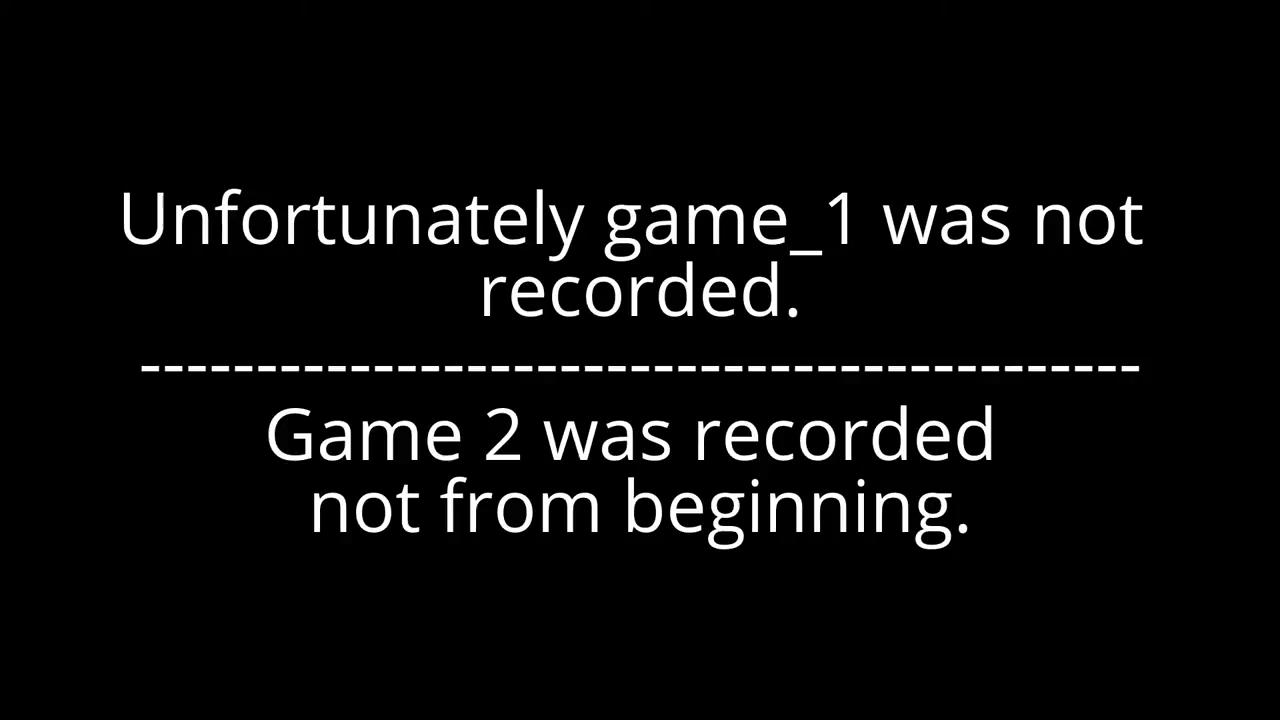 Unfortunately game_1 was not
recorded.
-------------------------------------------
Game 2 was recorded
not from beginning.